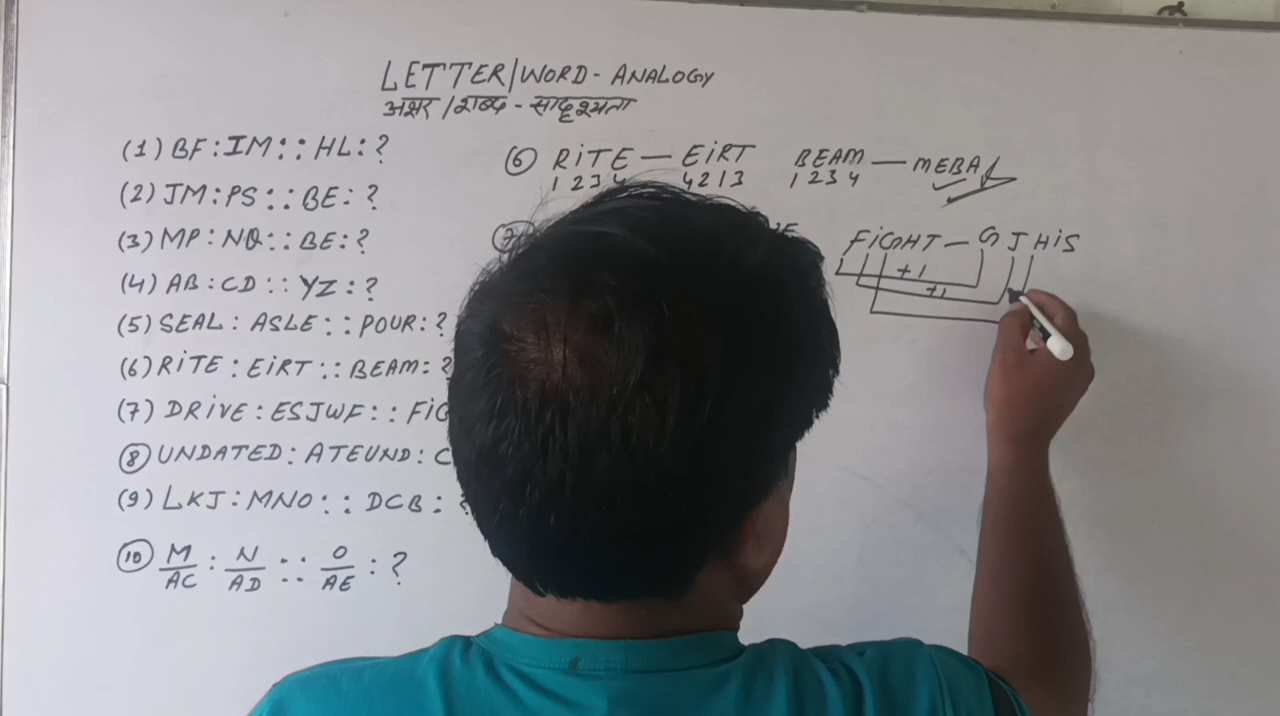 LETTER/WORD-ANALOGY
अक्षर/शब्द-सादृश्यता
(1) BF:IM::HL:?
(2) JM:PS::BE:?
(3) MP:NQ::BE:?
(4) AB:CD::YZ:?
(5) SEAL:ASLE::POUR:?
(6) RiTE:EiRT::BEAM:?
(7) DRiVE:ESJWF::FiG
(8) UNDATED:ATEUND:C
(9) LKJ:MNO::DCB:?
(10) M/AC : N/AD :: O/AE : ?
(6) RiTE — EiRT BEAM — MEBA
1 2 3 4 4 2 1 3 1 2 3 4
(7
FiGHT — GJHiS
+1
+1